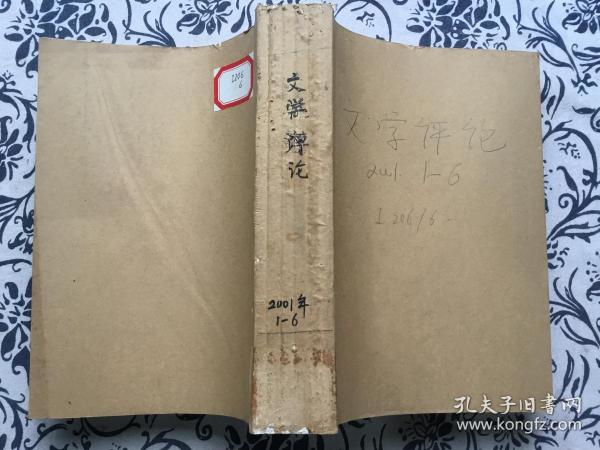 I206
6
文学评论
2001年
1-6
文学评论
2001. 1-6
I 206/6
孔夫子旧书网
www.kongfz.com